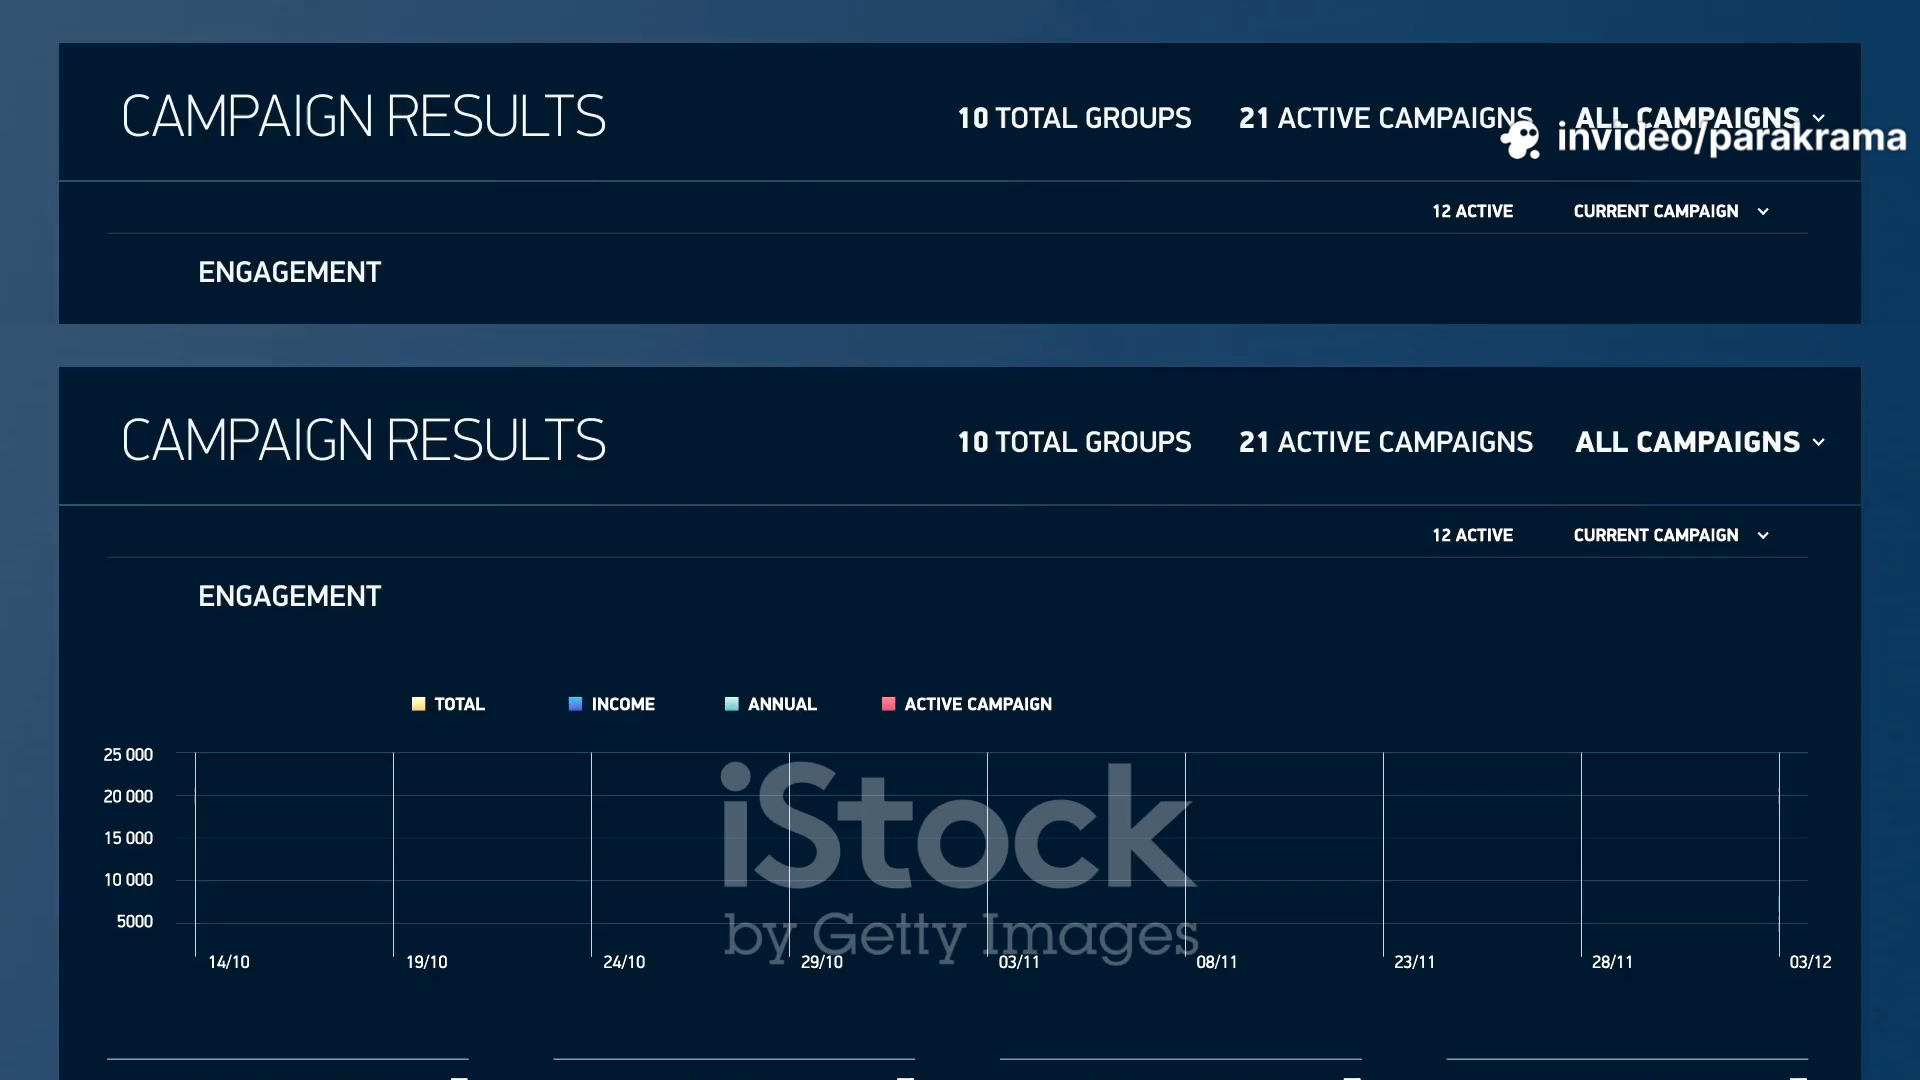 CAMPAIGN RESULTS
10 TOTAL GROUPS 21 ACTIVE CAMPAIGNS ALL CAMPAIGNS
invideo/parakrama
12 ACTIVE CURRENT CAMPAIGN
ENGAGEMENT
CAMPAIGN RESULTS
10 TOTAL GROUPS 21 ACTIVE CAMPAIGNS ALL CAMPAIGNS
12 ACTIVE CURRENT CAMPAIGN
ENGAGEMENT
TOTAL INCOME ANNUAL ACTIVE CAMPAIGN
25 000
20 000
15 000
10 000
5000
iStock
by Getty Images
14/10 19/10 24/10 29/10 03/11 08/11 23/11 28/11 03/12